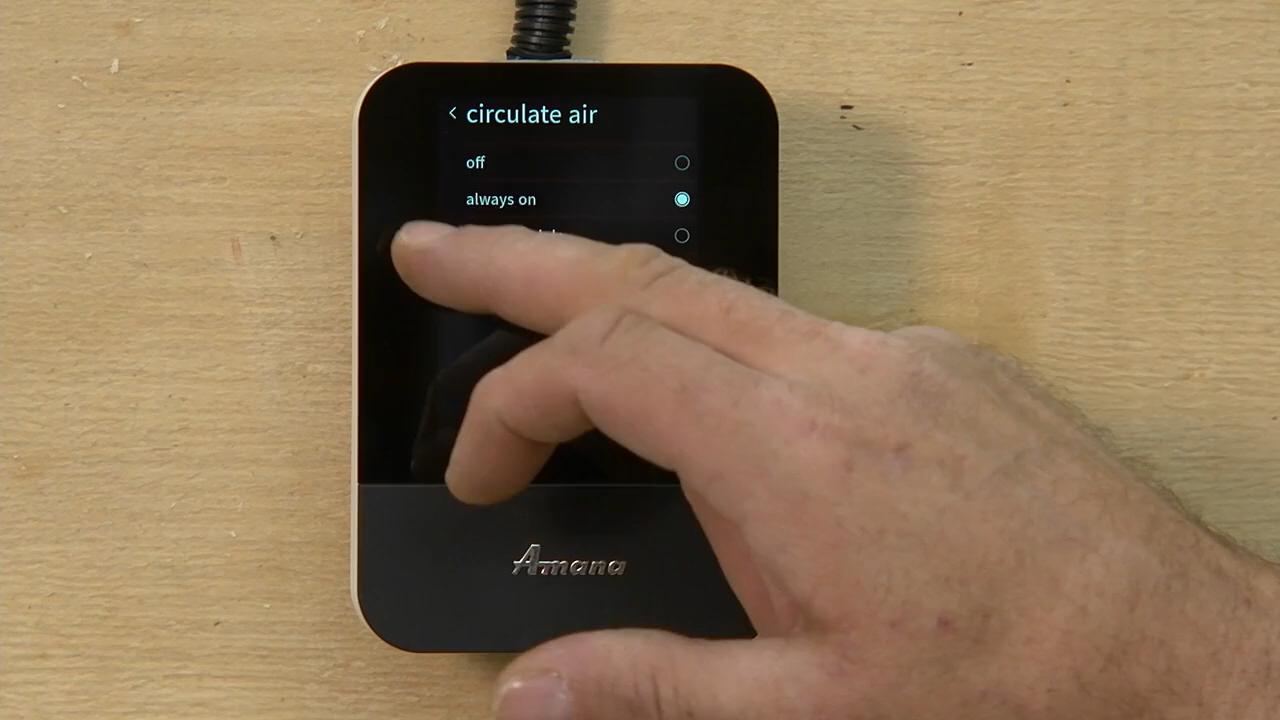 < circulate air
off
always on
Amana